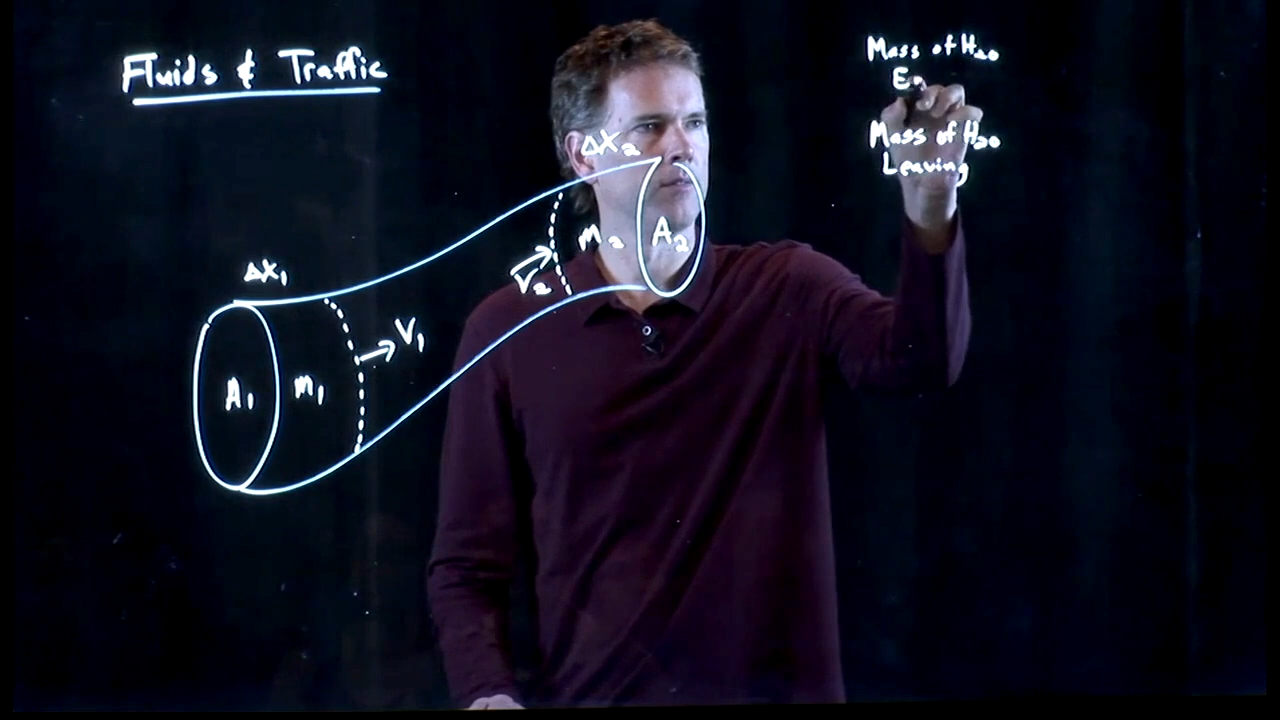 Fluids & Traffic
Mass of H₂O
Mass of H₂O
Leaving
ΔX₂
A₂
M₂
V₂
ΔX₁
V₁
A₁
M₁